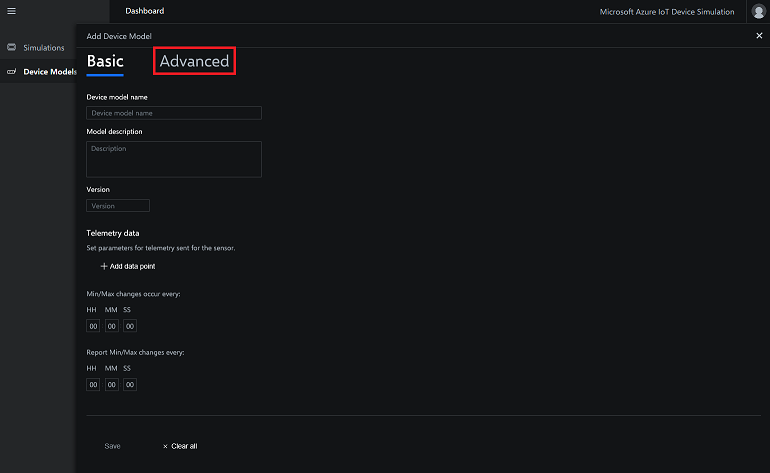 Dashboard
Microsoft Azure IoT Device Simulation
Simulations
Device Models
Add Device Model
Basic
Advanced
Device model name
Device model name
Model description
Description
Version
Version
Telemetry data
Set parameters for telemetry sent for the sensor.
+ Add data point
Min/Max changes occur every:
HH MM SS
00 00 00
Report Min/Max changes every:
HH MM SS
00 00 00
Save
× Clear all